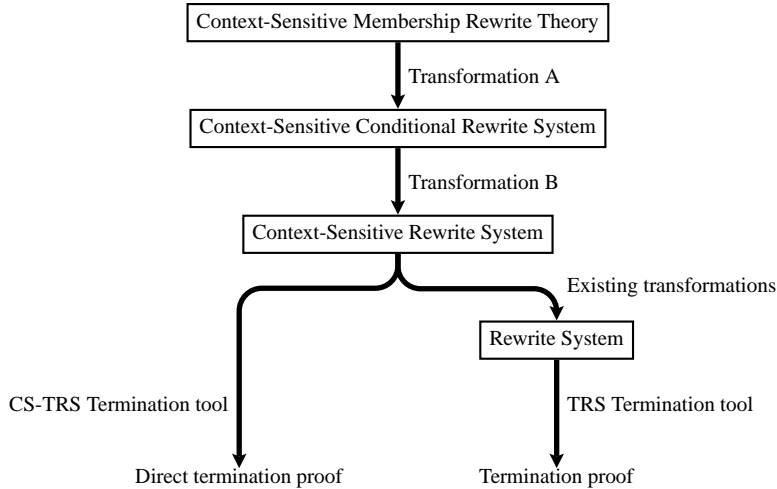 Context-Sensitive Membership Rewrite Theory
Transformation A
Context-Sensitive Conditional Rewrite System
Transformation B
Context-Sensitive Rewrite System
Existing transformations
Rewrite System
CS-TRS Termination tool
TRS Termination tool
Direct termination proof
Termination proof